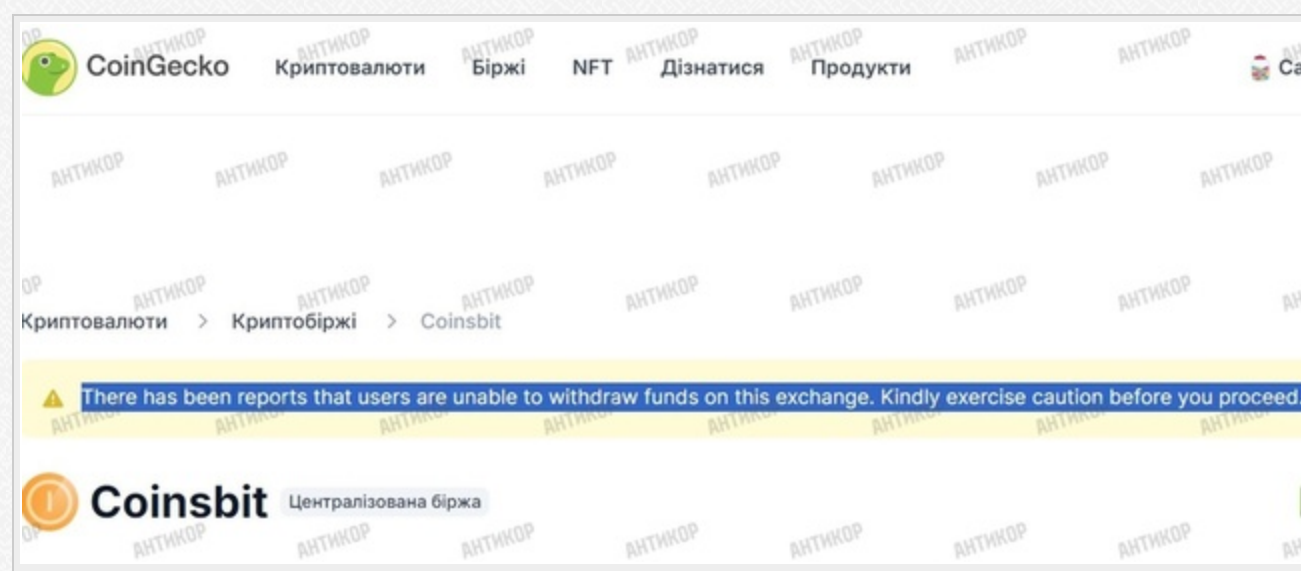 CoinGecko Криптовалюти Біржі NFT Дізнатися Продукти
Криптовалюти > Криптобіржі > Coinsbit
There has been reports that users are unable to withdraw funds on this exchange. Kindly exercise caution before you proceed.
Coinsbit Централізована біржа
АНТИКОР